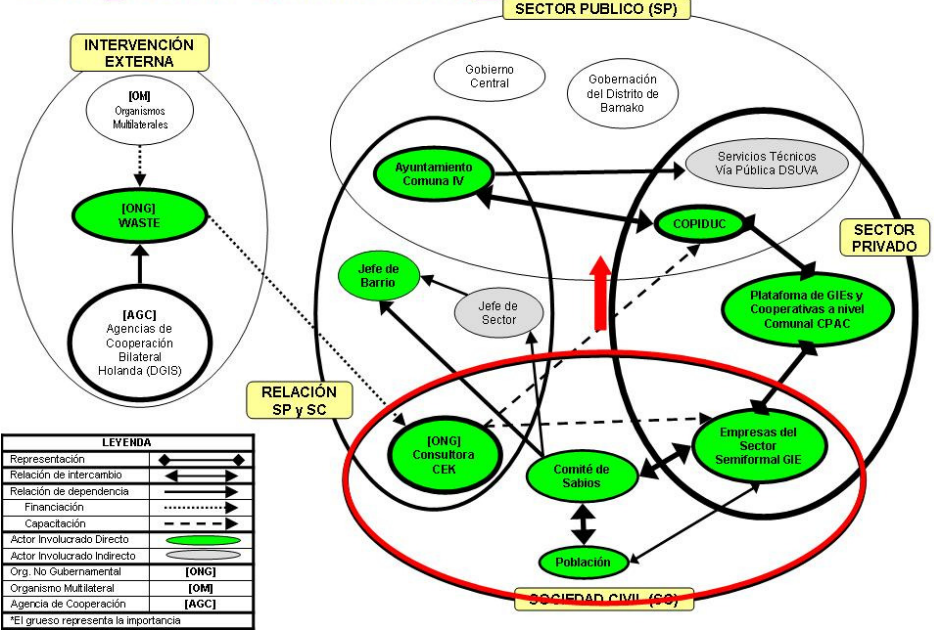 SECTOR PUBLICO (SP)
INTERVENCIÓN
EXTERNA
[OM]
Organismos
Multilaterales
Gobierno
Central
Gobernación
del Distrito de
Bamako
Ayuntamiento
Comuna IV
Servicios Técnicos
Vía Pública DSUVA
[ONG]
WASTE
COPIDUC
SECTOR
PRIVADO
Jefe de
Barrio
Jefe de
Sector
Platafoma de GIEs y
Cooperativas a nivel
Comunal CPAC
[AGC]
Agencias de
Cooperación
Bilateral
Holanda (DGIS)
RELACIÓN
SP y SC
[ONG]
Consultora
CEK
Comité de
Sabios
Empresas del
Sector
Semiformal GIE
Población
SOCIEDAD CIVIL (SC)
LEYENDA
Representación
Relación de intercambio
Relación de dependencia
Financiación
Capacitación
Actor Involucrado Directo
Actor Involucrado Indirecto
Org. No Gubernamental [ONG]
Organismo Multilateral [OM]
Agencia de Cooperación [AGC]
*El grueso representa la importancia